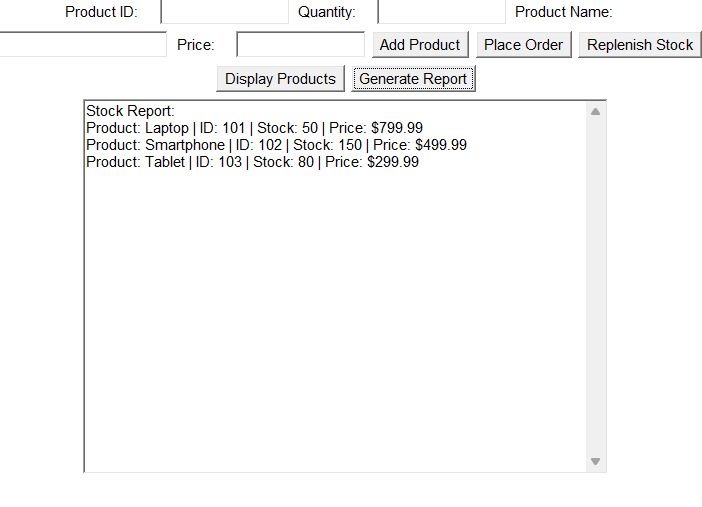 Product ID: Quantity: Product Name:
Price: Add Product Place Order Replenish Stock
Display Products Generate Report
Stock Report:
Product: Laptop | ID: 101 | Stock: 50 | Price: $799.99
Product: Smartphone | ID: 102 | Stock: 150 | Price: $499.99
Product: Tablet | ID: 103 | Stock: 80 | Price: $299.99